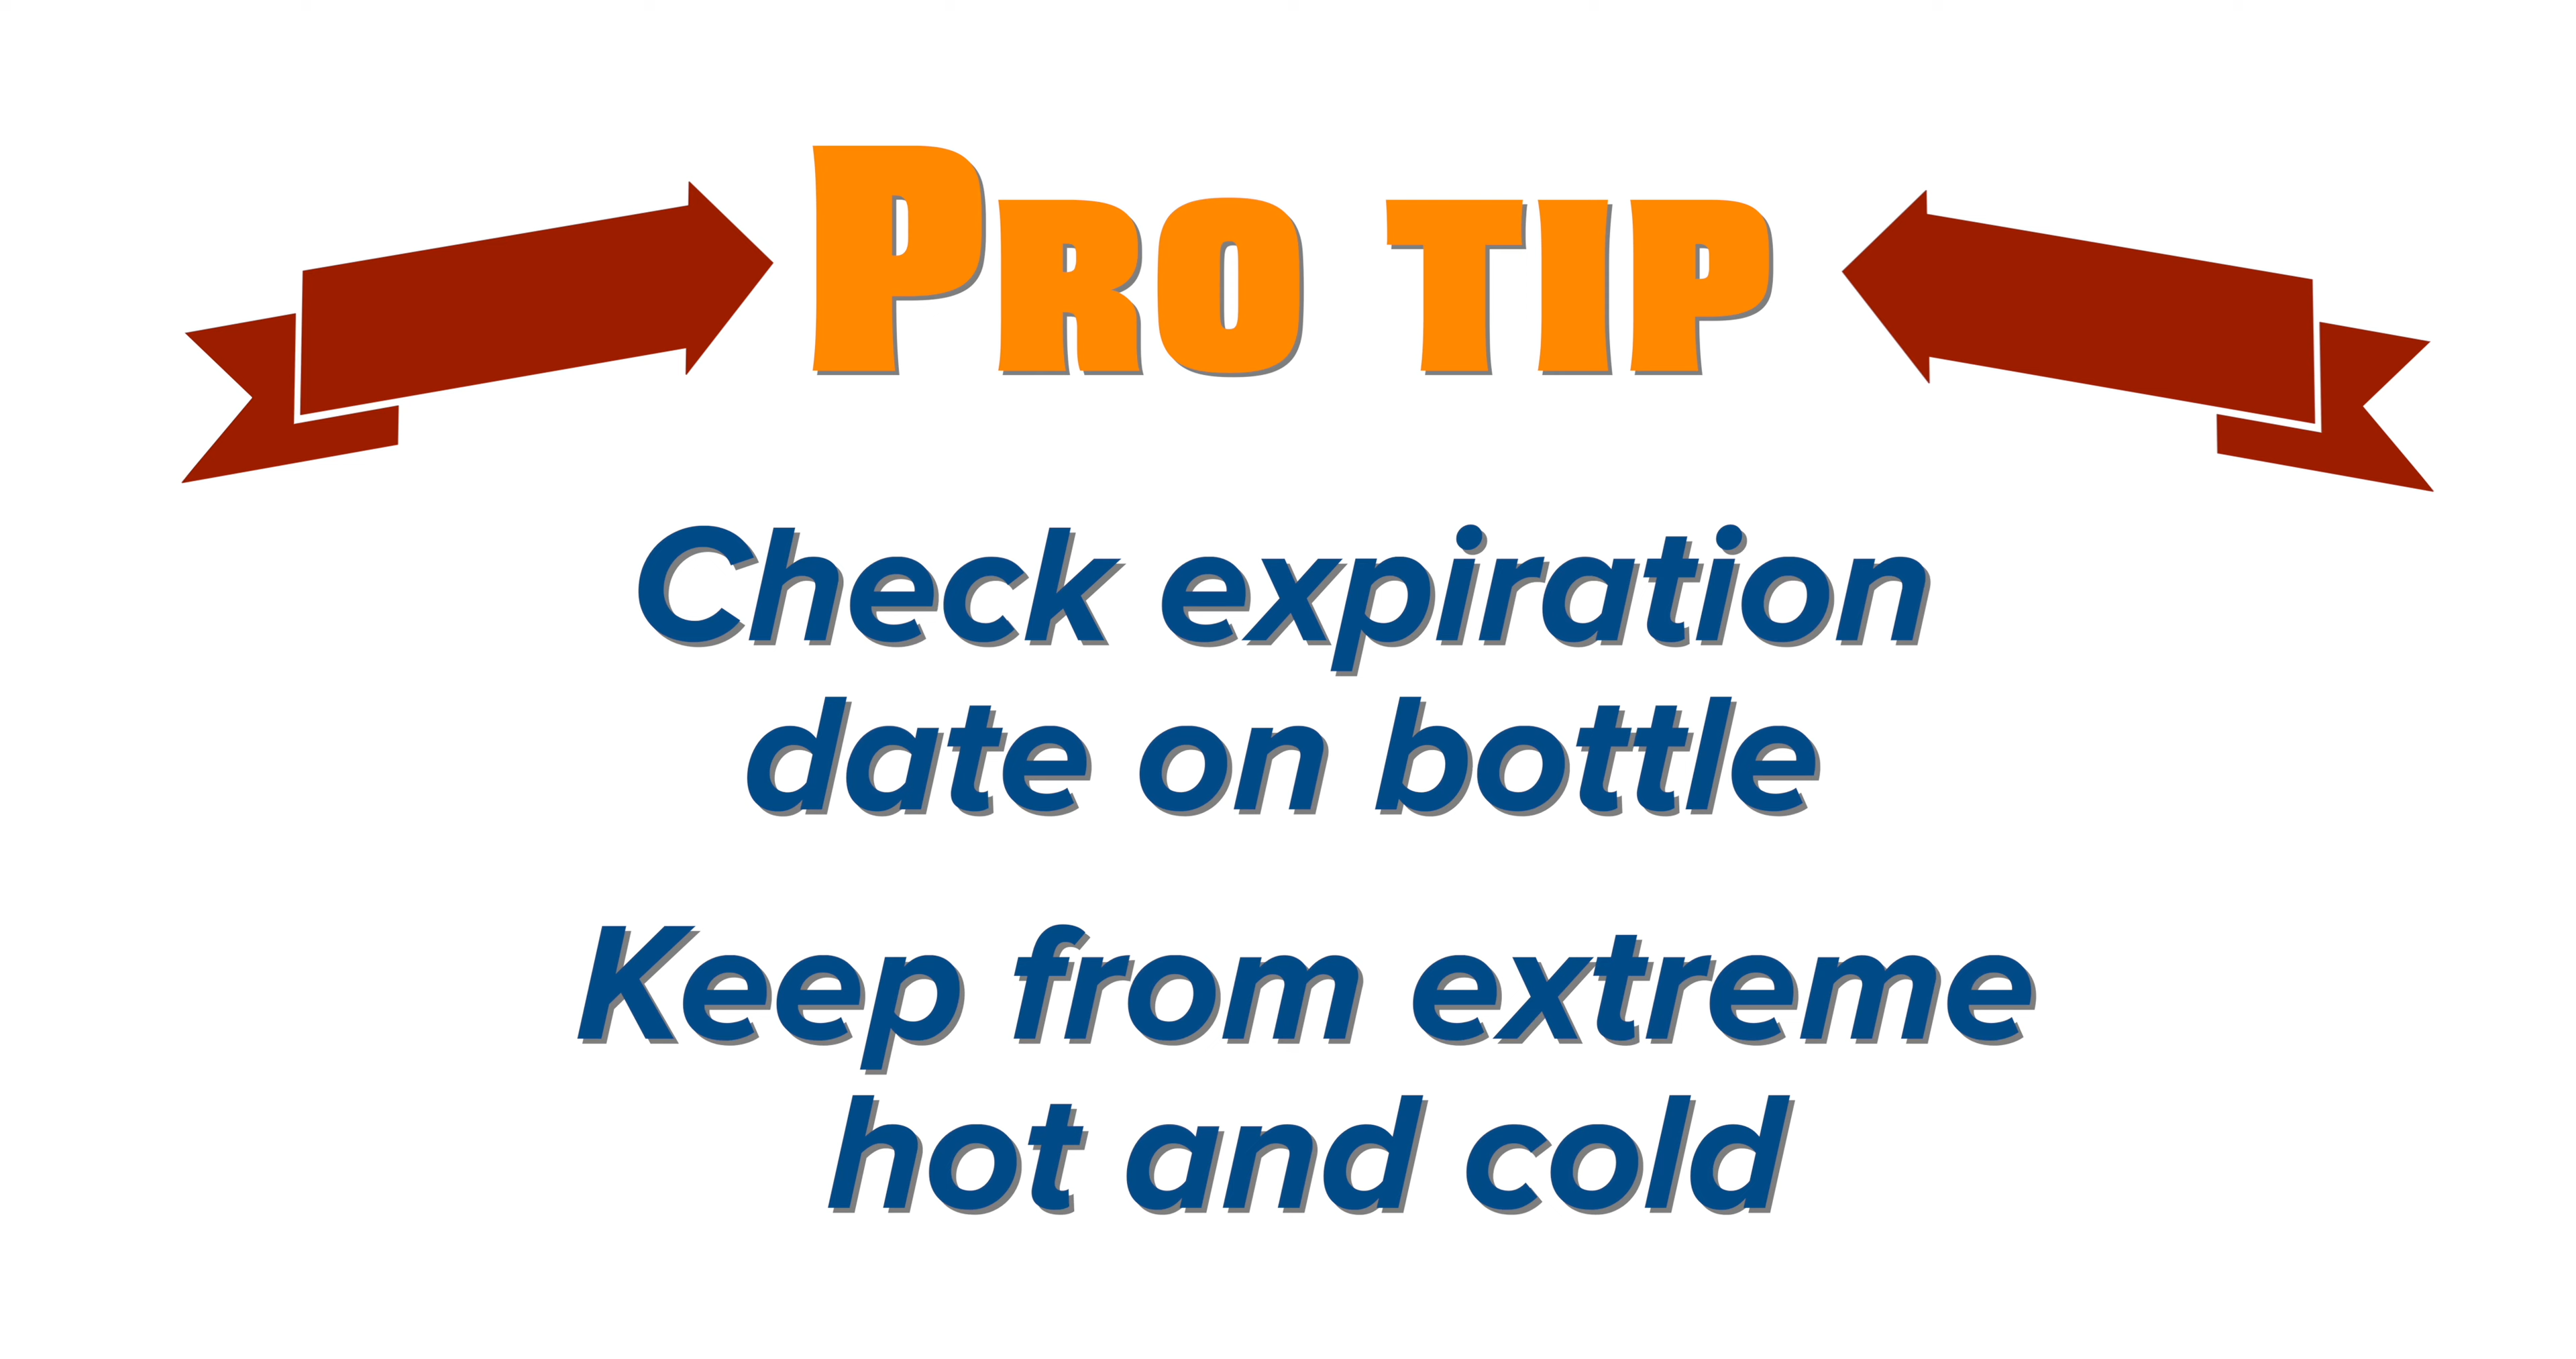 Pro tip
Check expiration
date on bottle
Keep from extreme
hot and cold